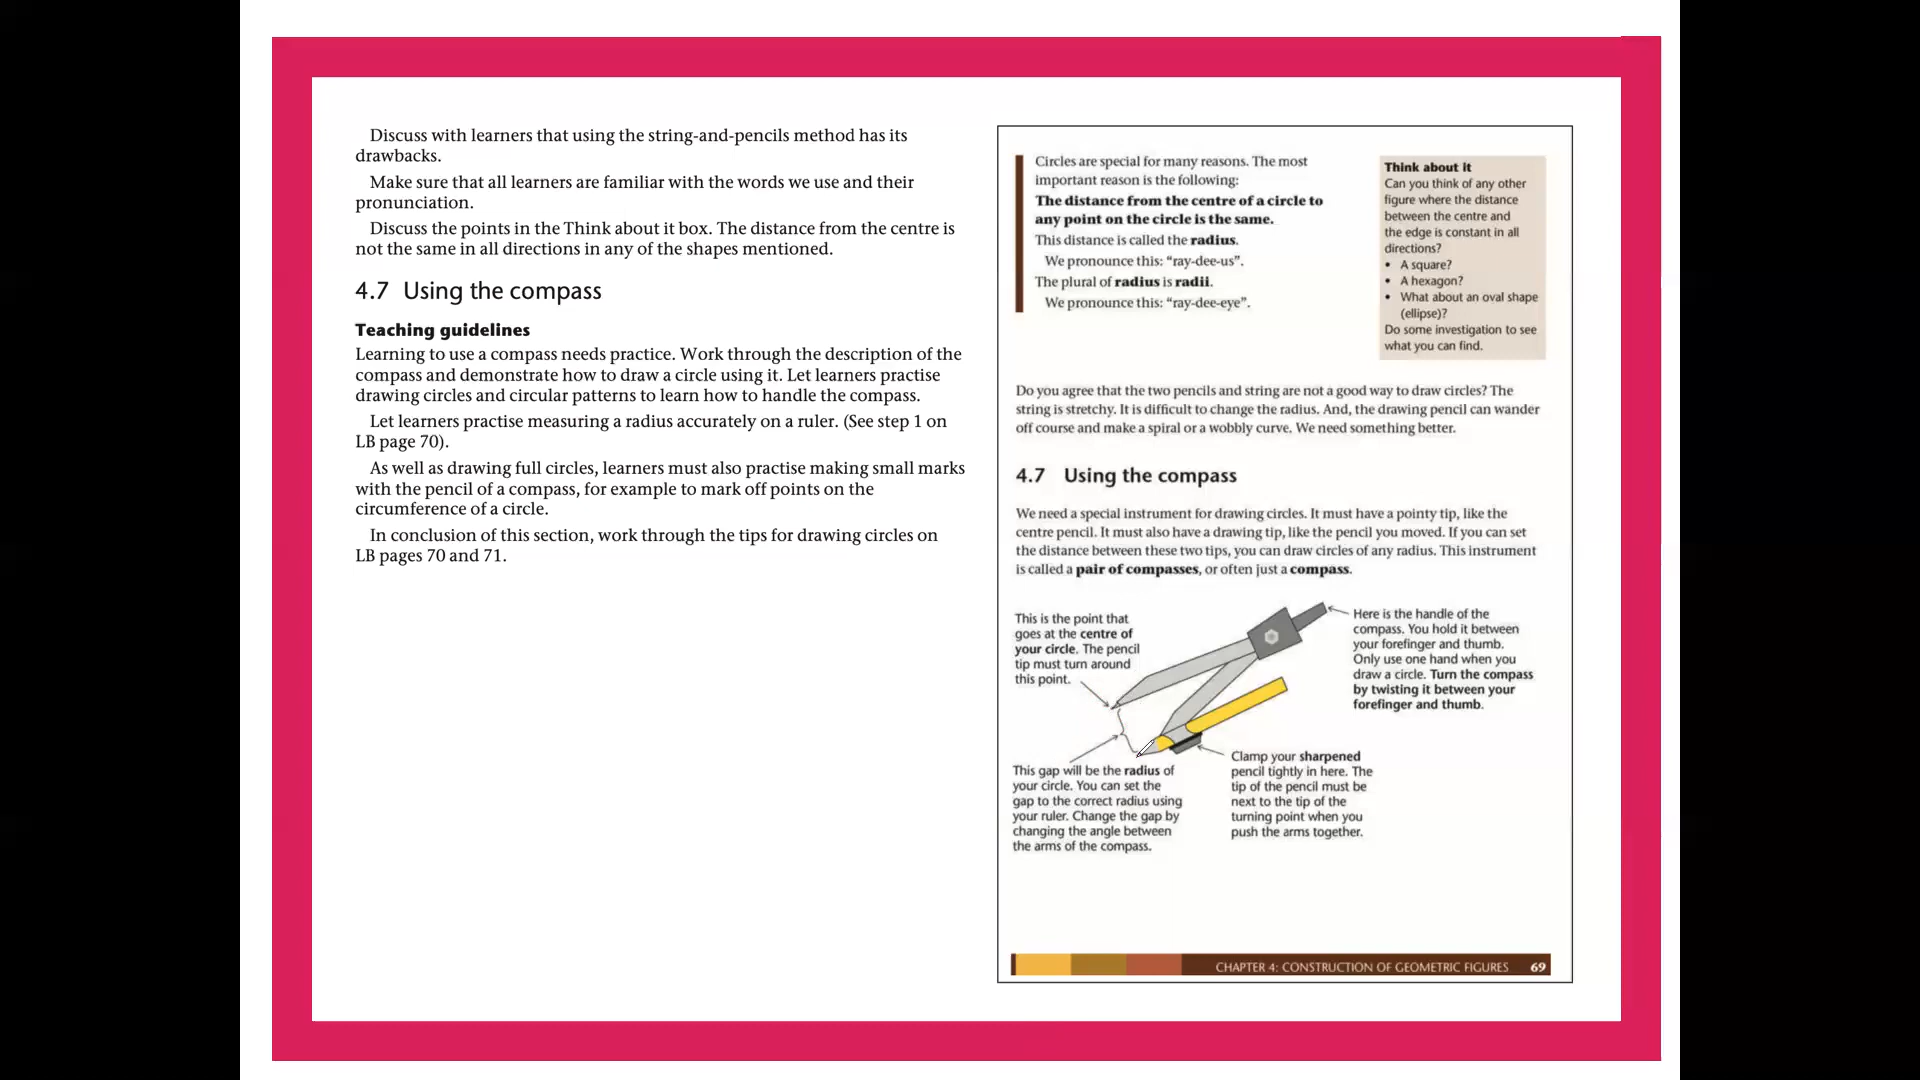 Discuss with learners that using the string-and-pencils method has its
drawbacks.
Make sure that all learners are familiar with the words we use and their
pronunciation.
Discuss the points in the Think about it box. The distance from the centre is
not the same in all directions in any of the shapes mentioned.
4.7 Using the compass
Teaching guidelines
Learning to use a compass needs practice. Work through the description of the
compass and demonstrate how to draw a circle using it. Let learners practise
drawing circles and circular patterns to learn how to handle the compass.
Let learners practise measuring a radius accurately on a ruler. (See step 1 on
LB page 70).
As well as drawing full circles, learners must also practise making small marks
with the pencil of a compass, for example to mark off points on the
circumference of a circle.
In conclusion of this section, work through the tips for drawing circles on
LB pages 70 and 71.
Circles are special for many reasons. The most
important reason is the following:
The distance from the centre of a circle to
any point on the circle is the same.
This distance is called the radius.
We pronounce this: “ray-dee-us”.
The plural of radius is radii.
We pronounce this: “ray-dee-eye”.
Think about it
Can you think of any other
figure where the distance
between the centre and
the edge is constant in all
directions?
• A square?
• A hexagon?
• What about an oval shape
(ellipse)?
Do some investigation to see
what you can find.
Do you agree that the two pencils and string are not a good way to draw circles? The
string is stretchy. It is difficult to change the radius. And, the drawing pencil can wander
off course and make a spiral or a wobbly curve. We need something better.
4.7 Using the compass
We need a special instrument for drawing circles. It must have a pointy tip, like the
centre pencil. It must also have a drawing tip, like the pencil you moved. If you can set
the distance between these two tips, you can draw circles of any radius. This instrument
is called a pair of compasses, or often just a compass.
This is the point that
goes at the centre of
your circle. The pencil
tip must turn around
this point.
Here is the handle of the
compass. You hold it between
your forefinger and thumb.
Only use one hand when you
draw a circle. Turn the compass
by twisting it between your
forefinger and thumb.
This gap will be the radius of
your circle. You can set the
gap to the correct radius using
your ruler. Change the gap by
changing the angle between
the arms of the compass.
Clamp your sharpened
pencil tightly in here. The
tip of the pencil must be
next to the tip of the
turning point when you
push the arms together.
CHAPTER 4: CONSTRUCTION OF GEOMETRIC FIGURES 69